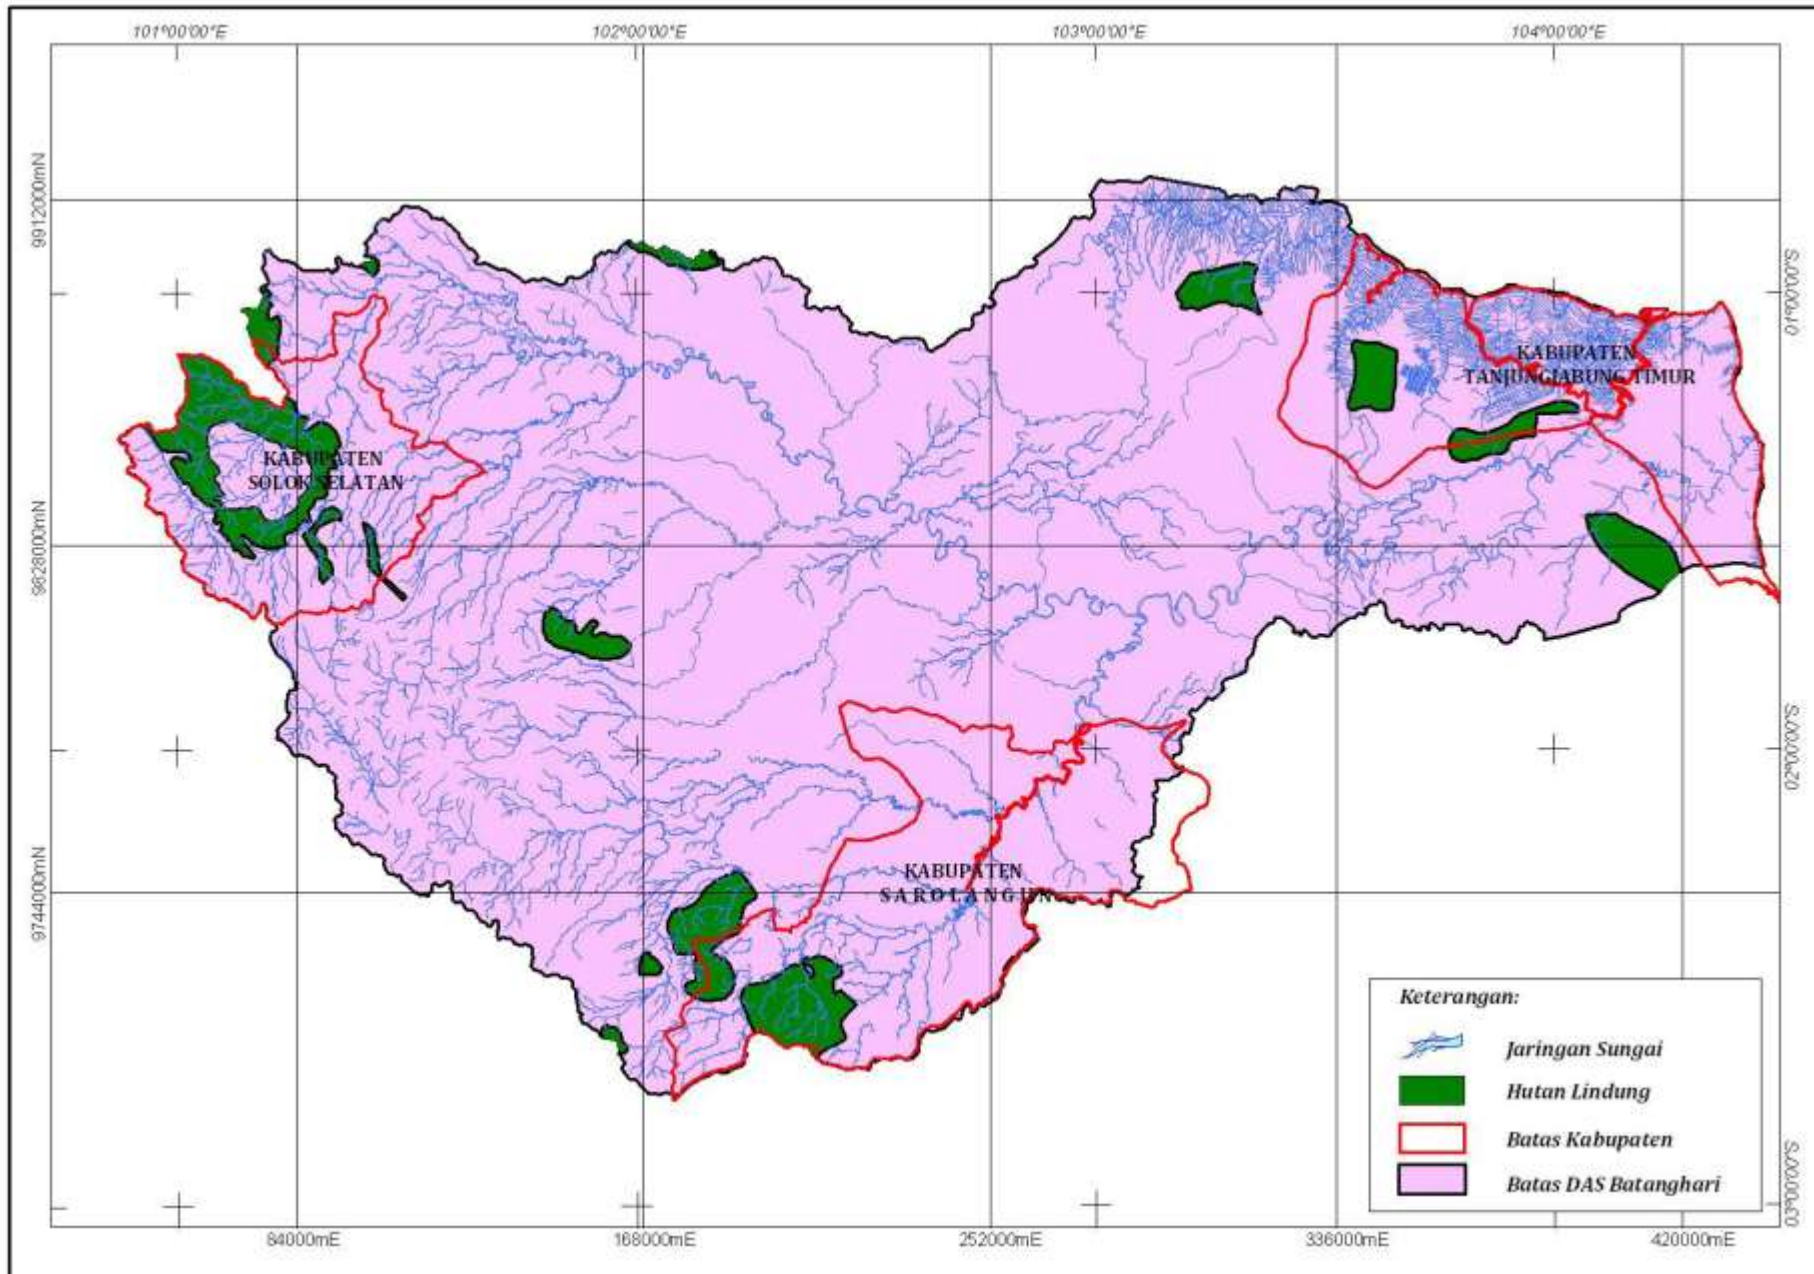 101°00'00"E
102°00'00"E
103°00'00"E
104°00'00"E
9912000mN
01°00'00"S
KABUPATEN
TANJUNGJABUNG TIMUR
KABUPATEN
SOLOK SELATAN
9828000mN
02°00'00"S
KABUPATEN
SAROLANGUN
9744000mN
Keterangan:
Jaringan Sungai
Hutan Lindung
Batas Kabupaten
Batas DAS Batanghari
03°00'00"S
84000mE
168000mE
252000mE
336000mE
420000mE